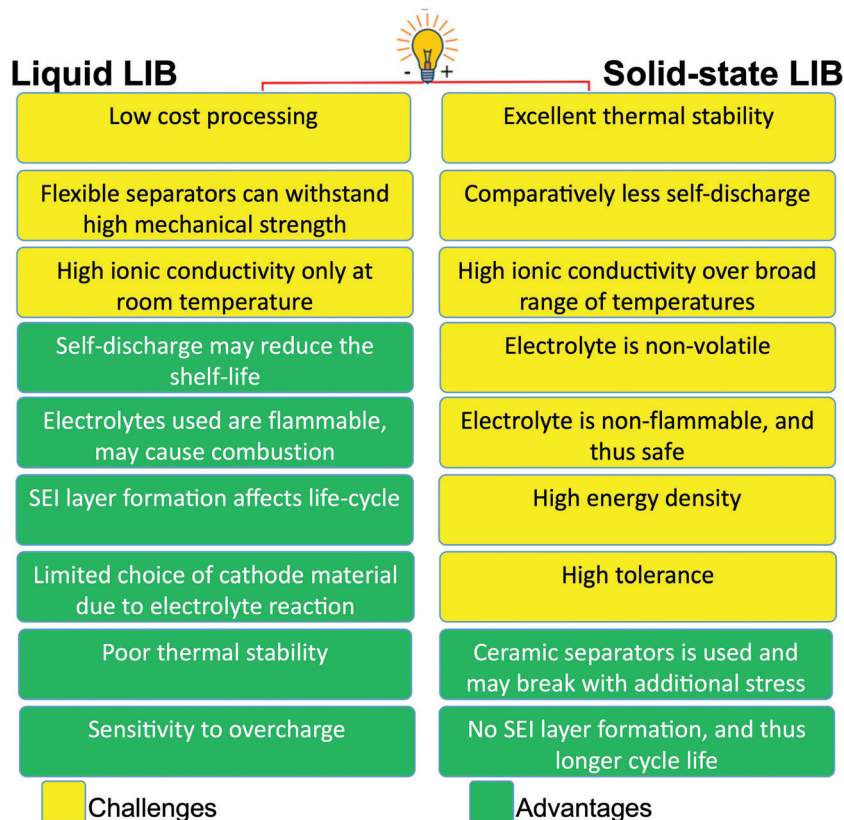 Liquid LIB
- +
Solid-state LIB
Low cost processing
Flexible separators can withstand
high mechanical strength
High ionic conductivity only at
room temperature
Self-discharge may reduce the
shelf-life
Electrolytes used are flammable,
may cause combustion
SEI layer formation affects life-cycle
Limited choice of cathode material
due to electrolyte reaction
Poor thermal stability
Sensitivity to overcharge
Excellent thermal stability
Comparatively less self-discharge
High ionic conductivity over broad
range of temperatures
Electrolyte is non-volatile
Electrolyte is non-flammable, and
thus safe
High energy density
High tolerance
Ceramic separators is used and
may break with additional stress
No SEI layer formation, and thus
longer cycle life
Challenges
Advantages